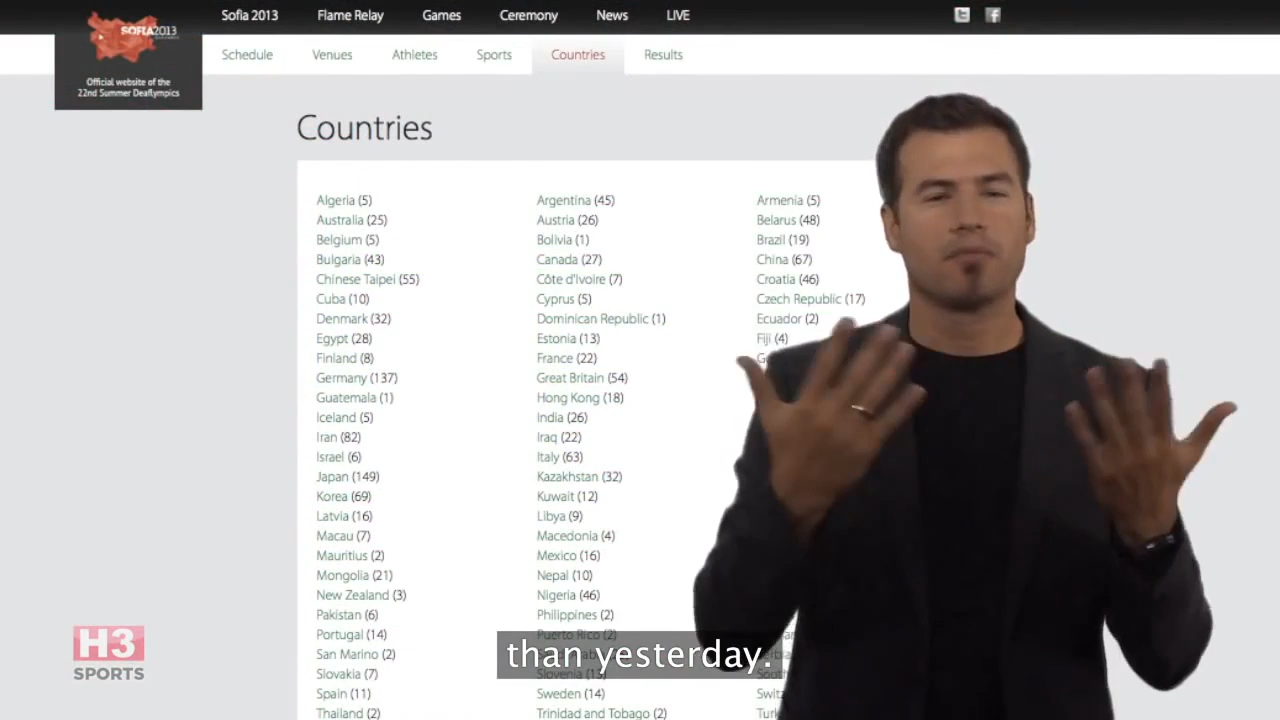 Sofia 2013 Flame Relay Games Ceremony News LIVE
SOFIA2013
Official website of the
22nd Summer Deaflympics
Schedule Venues Athletes Sports Countries Results
Countries
Algeria (5) Argentina (45) Armenia (5)
Australia (25) Austria (26) Belarus (48)
Belgium (5) Bolivia (1) Brazil (19)
Bulgaria (43) Canada (27) China (67)
Chinese Taipei (55) Côte d'Ivoire (7) Croatia (46)
Cuba (10) Cyprus (5) Czech Republic (17)
Denmark (32) Dominican Republic (1) Ecuador (2)
Egypt (28) Estonia (13) Fiji (4)
Finland (8) France (22)
Germany (137) Great Britain (54)
Guatemala (1) Hong Kong (18)
Iceland (5) India (26)
Iran (82) Iraq (22)
Israel (6) Italy (63)
Japan (149) Kazakhstan (32)
Korea (69) Kuwait (12)
Latvia (16) Libya (9)
Macau (7) Macedonia (4)
Mauritius (2) Mexico (16)
Mongolia (21) Nepal (10)
New Zealand (3) Nigeria (46)
Pakistan (6) Philippines (2)
Portugal (14) Puerto Rico (2)
San Marino (2)
Slovakia (7) Slovenia (13)
Spain (11) Sweden (14)
Thailand (2) Trinidad and Tobago (2)
than yesterday.
H3
SPORTS